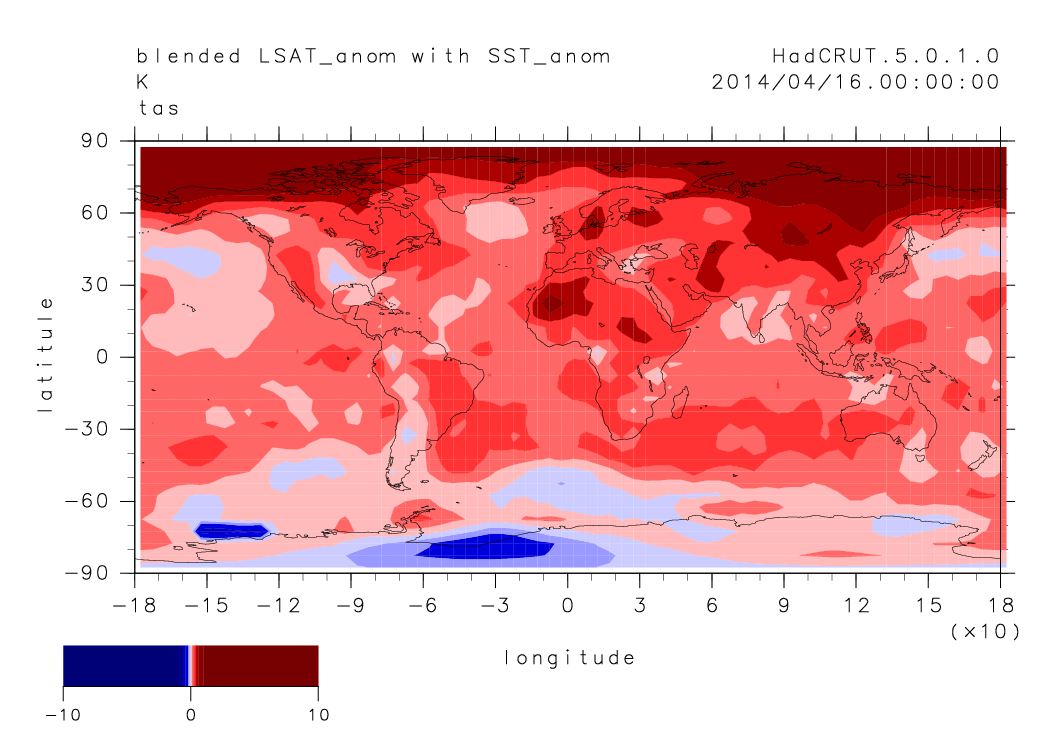 blended LSAT_anom with SST_anom HadCRUT.5.0.1.0
K 2014/04/16.00:00:00
tas
90
60
30
0
−30
−60
−90
latitude
−18 −15 −12 −9 −6 −3 0 3 6 9 12 15 18
(×10)
longitude
−10 0 10